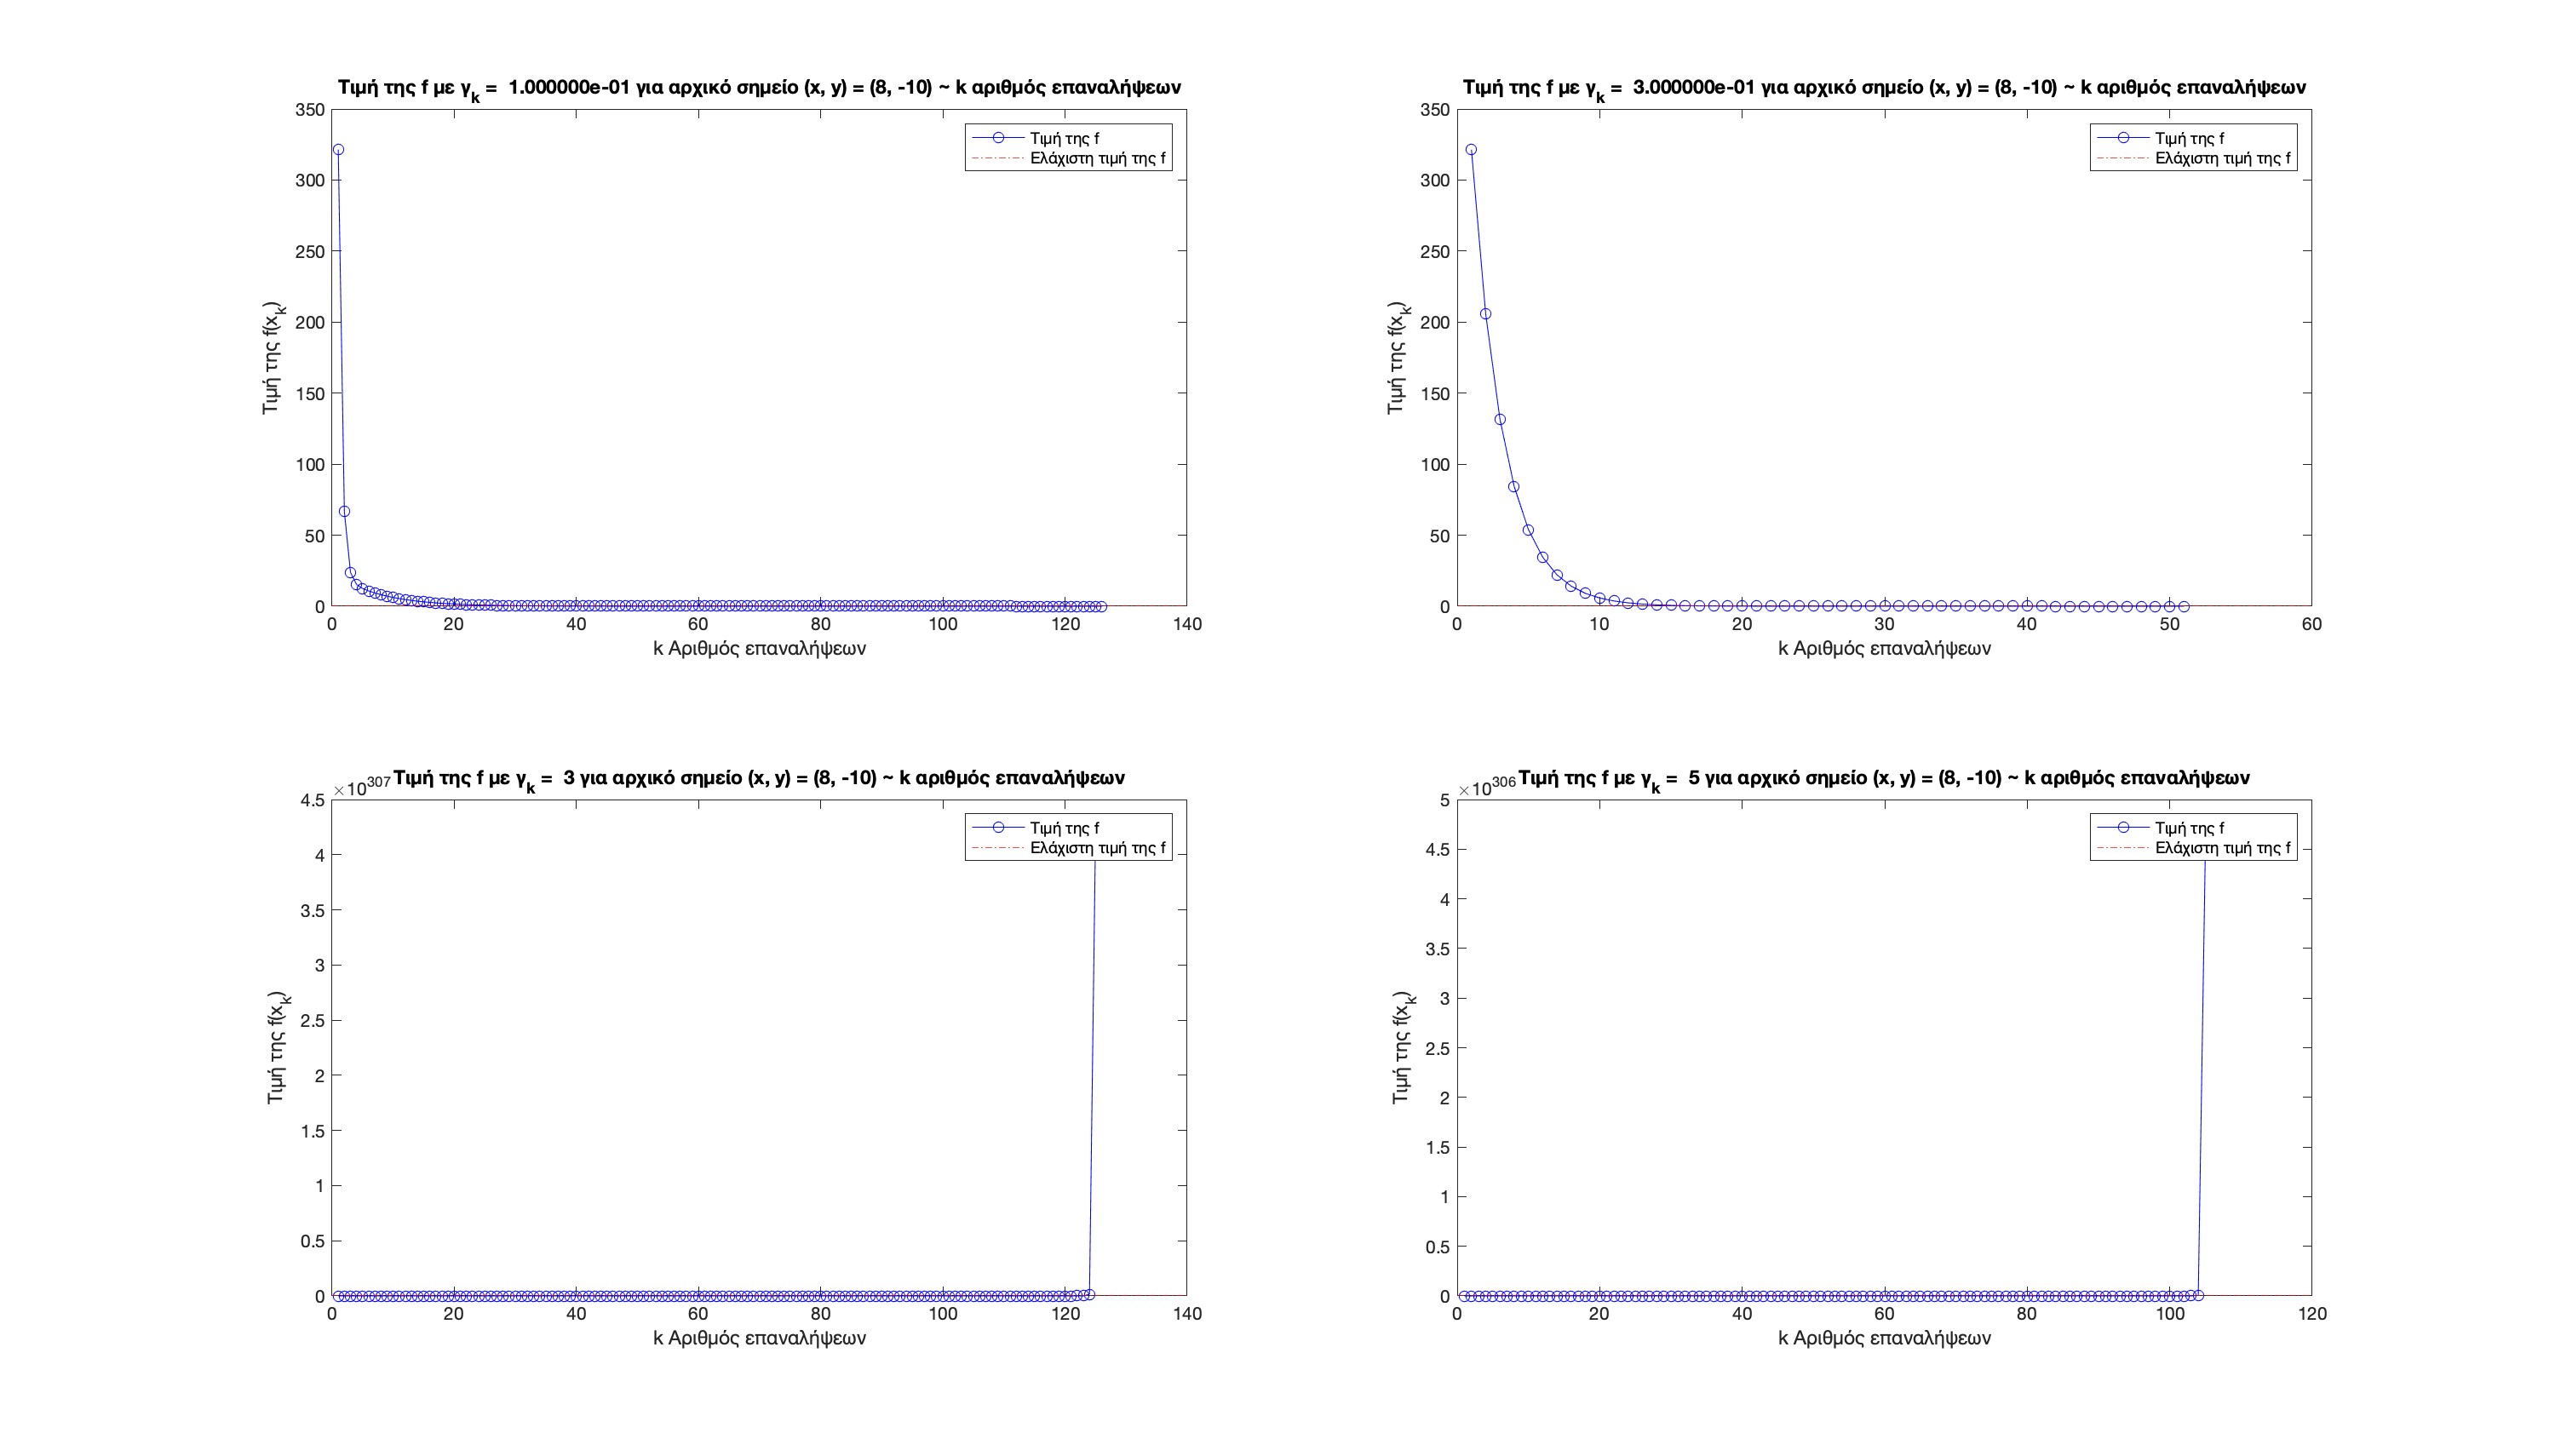 Τιμή της f με γk = 1.000000e-01 για αρχικό σημείο (x, y) = (8, -10) ~ k αριθμός επαναλήψεων
350
300
250
200
150
100
50
0
Τιμή της f(xk)
Τιμή της f
Ελάχιστη τιμή της f
0 20 40 60 80 100 120 140
k Αριθμός επαναλήψεων
Τιμή της f με γk = 3.000000e-01 για αρχικό σημείο (x, y) = (8, -10) ~ k αριθμός επαναλήψεων
350
300
250
200
150
100
50
0
Τιμή της f(xk)
Τιμή της f
Ελάχιστη τιμή της f
0 10 20 30 40 50 60
k Αριθμός επαναλήψεων
×10307
Τιμή της f με γk = 3 για αρχικό σημείο (x, y) = (8, -10) ~ k αριθμός επαναλήψεων
4.5
4
3.5
3
2.5
2
1.5
1
0.5
0
Τιμή της f(xk)
Τιμή της f
Ελάχιστη τιμή της f
0 20 40 60 80 100 120 140
k Αριθμός επαναλήψεων
×10306
Τιμή της f με γk = 5 για αρχικό σημείο (x, y) = (8, -10) ~ k αριθμός επαναλήψεων
5
4.5
4
3.5
3
2.5
2
1.5
1
0.5
0
Τιμή της f(xk)
Τιμή της f
Ελάχιστη τιμή της f
0 20 40 60 80 100 120
k Αριθμός επαναλήψεων